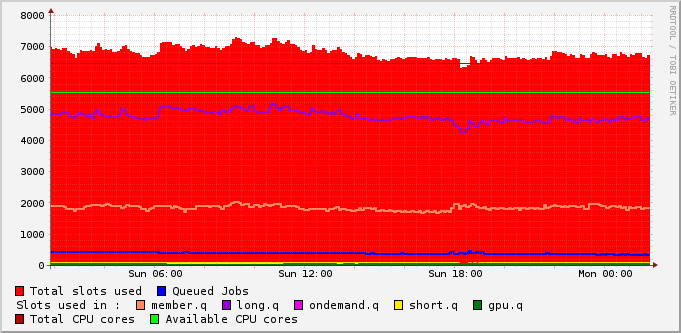 8000
7000
6000
5000
4000
3000
2000
1000
0
Sun 06:00 Sun 12:00 Sun 18:00 Mon 00:00
RRDTOOL / TOBI OETIKER
Total slots used Queued Jobs
Slots used in : member.q long.q ondemand.q short.q gpu.q
Total CPU cores Available CPU cores